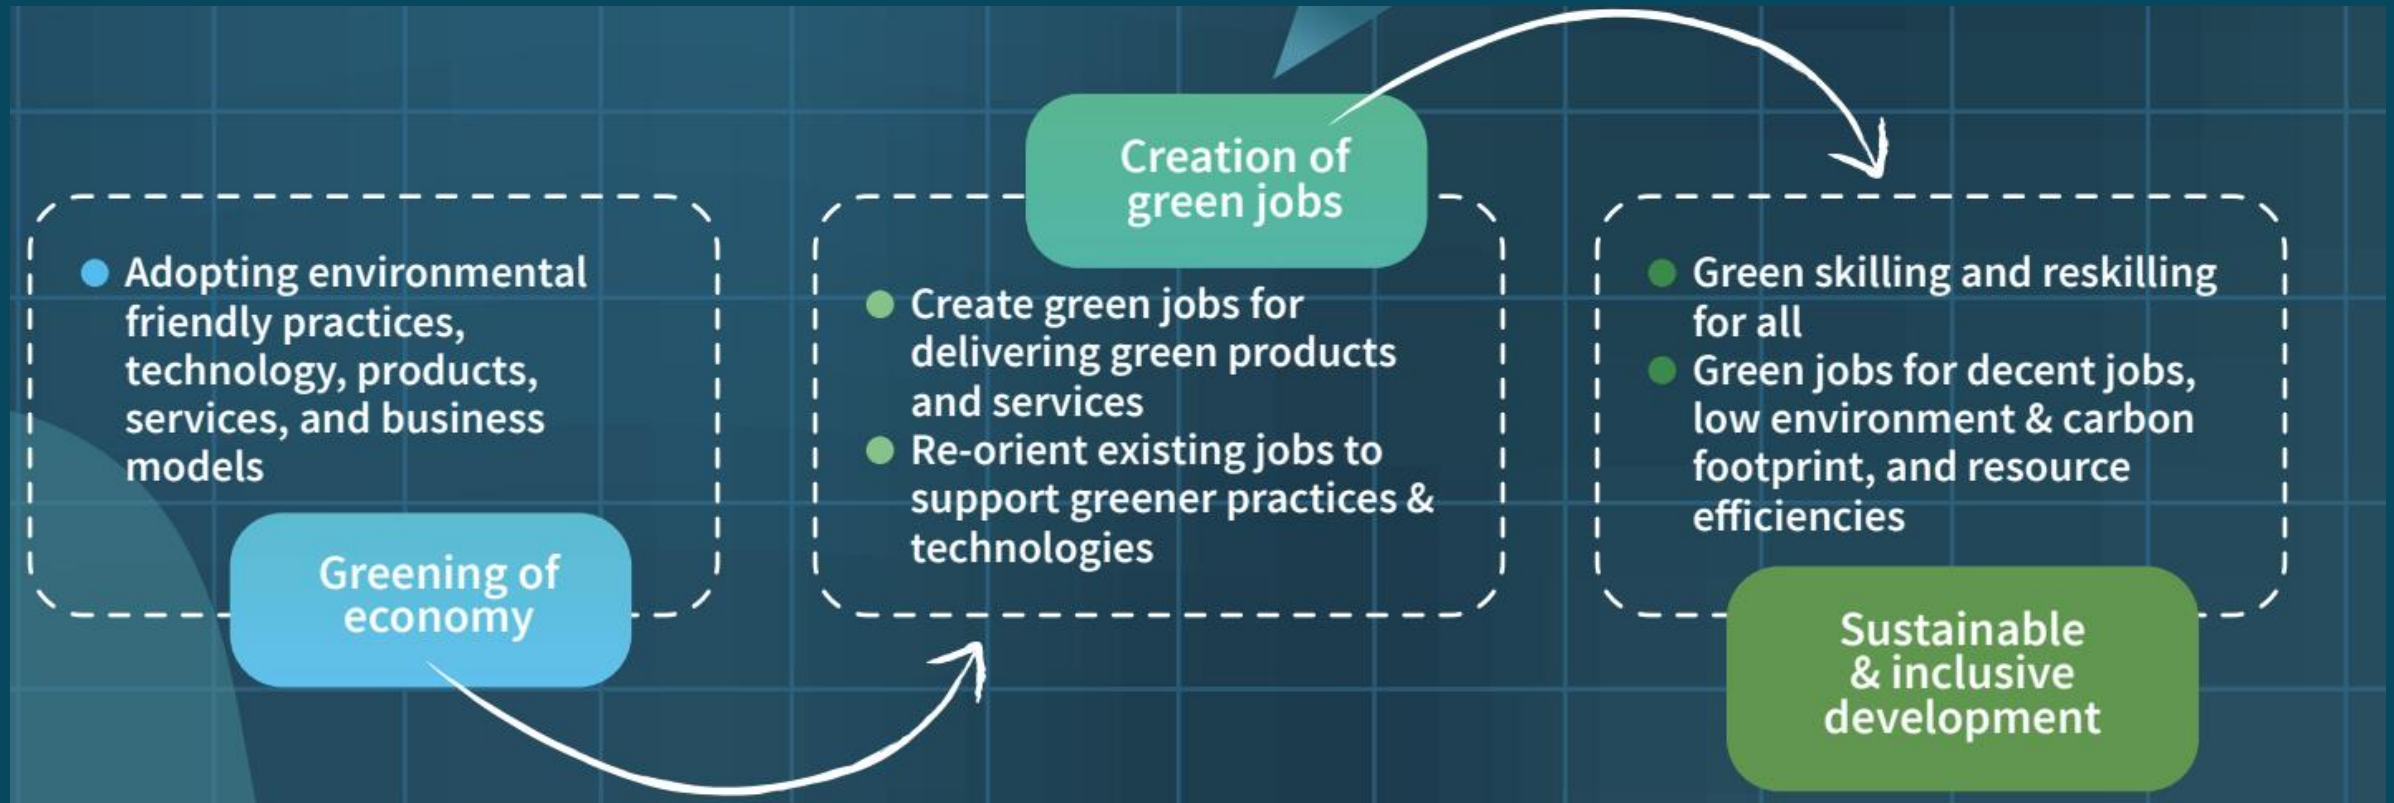 Adopting environmental
friendly practices,
technology, products,
services, and business
models
Greening of
economy
Creation of
green jobs
Create green jobs for
delivering green products
and services
Re-orient existing jobs to
support greener practices &
technologies
Green skilling and reskilling
for all
Green jobs for decent jobs,
low environment & carbon
footprint, and resource
efficiencies
Sustainable
& inclusive
development